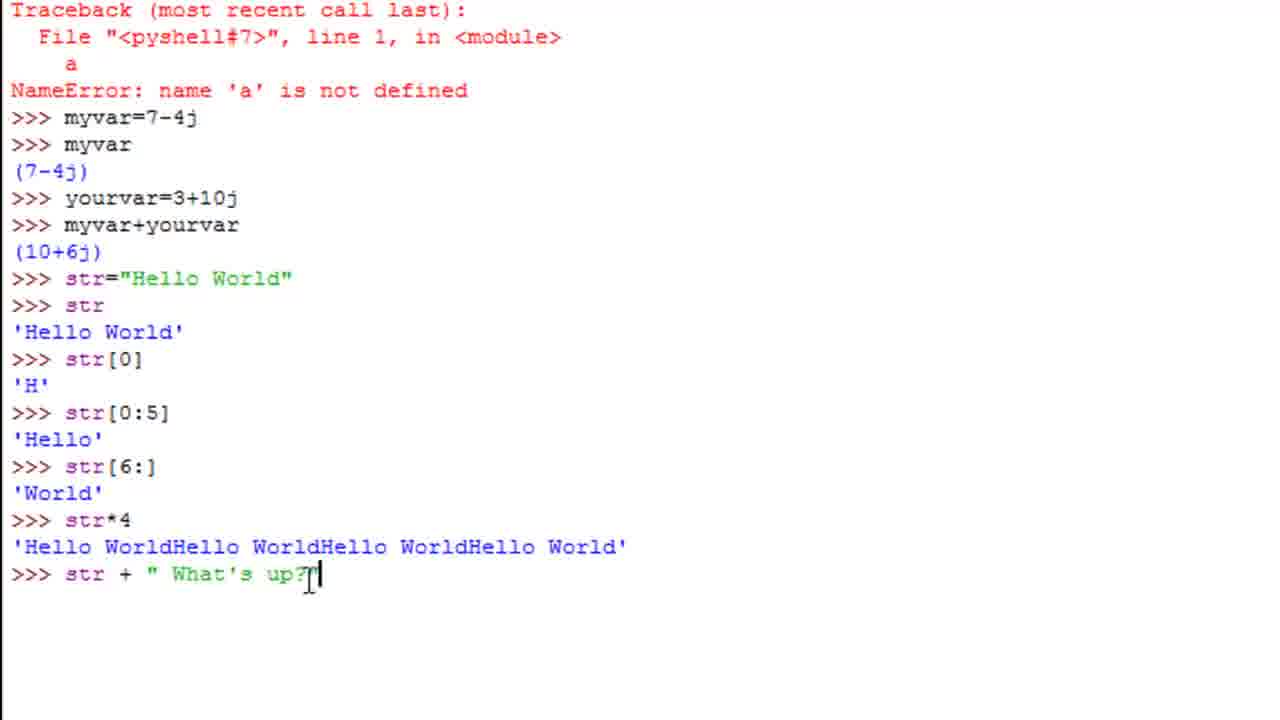 Traceback (most recent call last):
  File "<pyshell#7>", line 1, in <module>
    a
NameError: name 'a' is not defined
>>> myvar=7-4j
>>> myvar
(7-4j)
>>> yourvar=3+10j
>>> myvar+yourvar
(10+6j)
>>> str="Hello World"
>>> str
'Hello World'
>>> str[0]
'H'
>>> str[0:5]
'Hello'
>>> str[6:]
'World'
>>> str*4
'Hello WorldHello WorldHello WorldHello World'
>>> str + " What's up?"